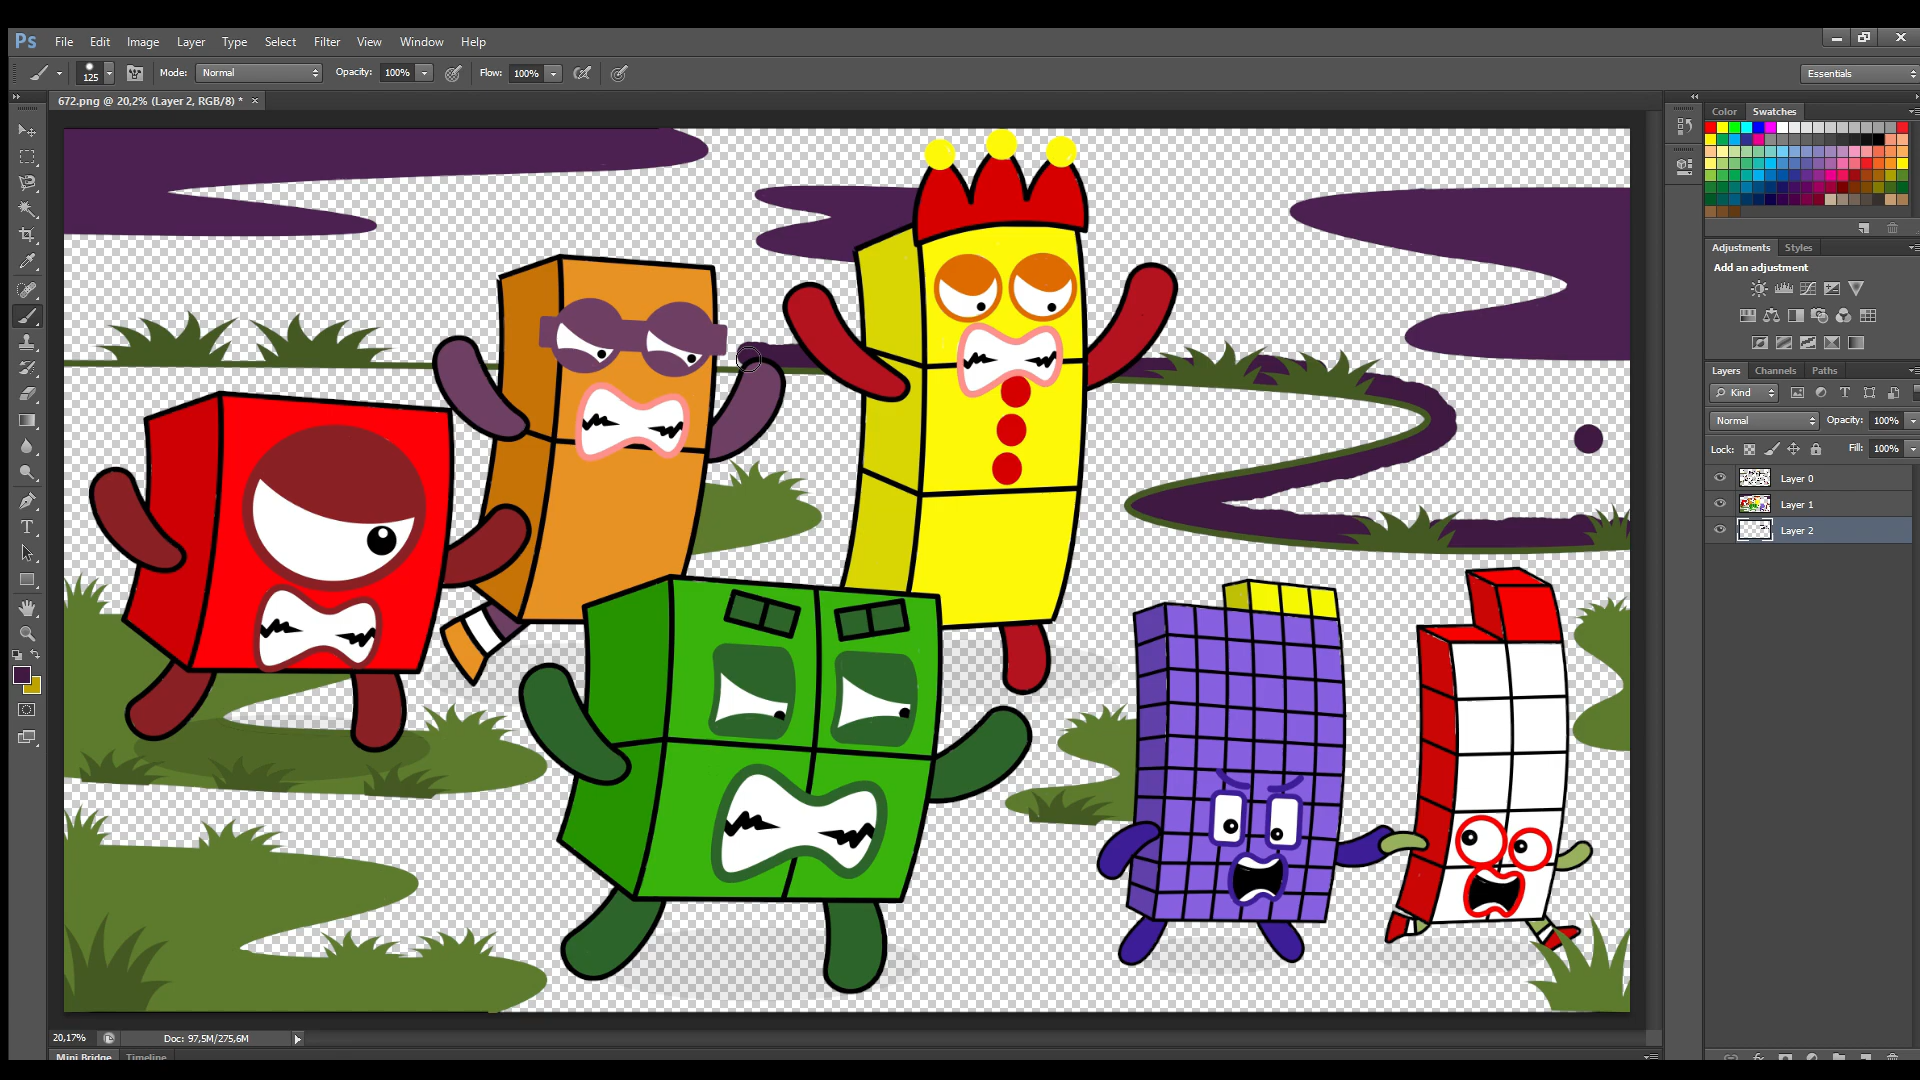 Ps File Edit Image Layer Type Select Filter View Window Help
125 Mode: Normal Opacity: 100% Flow: 100% Essentials
672.png @ 20,2% (Layer 2, RGB/8) * ×
Color Swatches
Adjustments Styles
Add an adjustment
Layers Channels Paths
Kind
Normal Opacity: 100%
Lock: Fill: 100%
Layer 0
Layer 1
Layer 2
20,17% Doc: 97,5M/275,6M
Mini Bridge Timeline